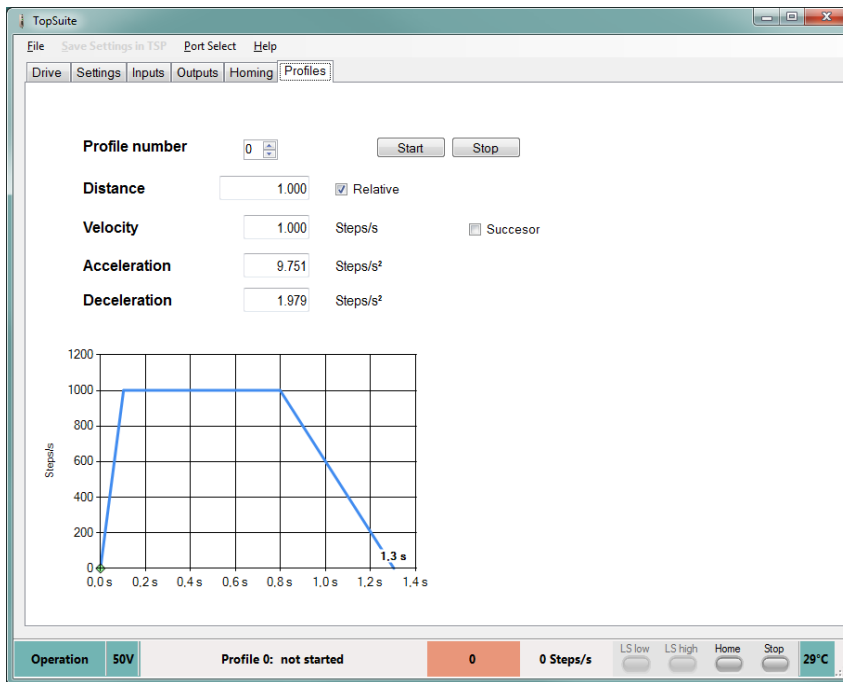 TopSuite
File Save Settings in TSP Port Select Help
Drive Settings Inputs Outputs Homing Profiles
Profile number 0 Start Stop
Distance 1.000 Relative
Velocity 1.000 Steps/s Succesor
Acceleration 9.751 Steps/s²
Deceleration 1.979 Steps/s²
1200
1000
800
600
400
200
0
Steps/s
1,3 s
0,0 s 0,2 s 0,4 s 0,6 s 0,8 s 1,0 s 1,2 s 1,4 s
Operation 50V Profile 0: not started 0 0 Steps/s LS low LS high Home Stop 29°C